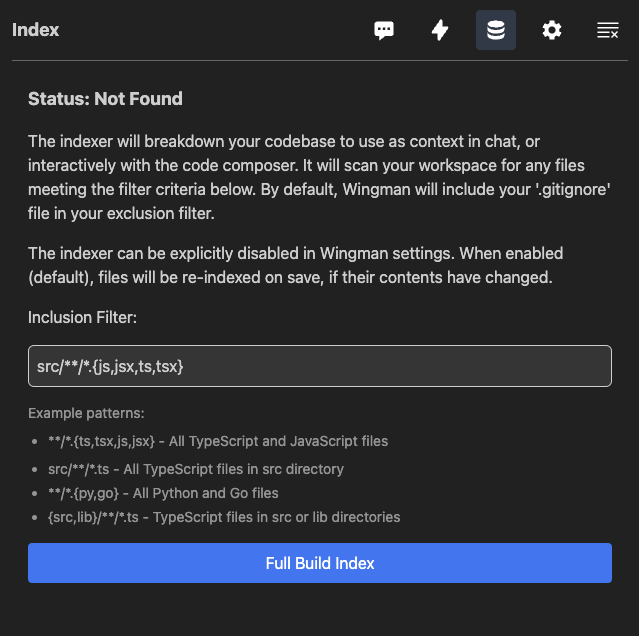 Index
Status: Not Found
The indexer will breakdown your codebase to use as context in chat, or
interactively with the code composer. It will scan your workspace for any files
meeting the filter criteria below. By default, Wingman will include your '.gitignore'
file in your exclusion filter.
The indexer can be explicitly disabled in Wingman settings. When enabled
(default), files will be re-indexed on save, if their contents have changed.
Inclusion Filter:
src/**/*.{js,jsx,ts,tsx}
Example patterns:
• **/*.{ts,tsx,js,jsx} - All TypeScript and JavaScript files
• src/**/*.ts - All TypeScript files in src directory
• **/*.{py,go} - All Python and Go files
• {src,lib}/**/*.ts - TypeScript files in src or lib directories
Full Build Index